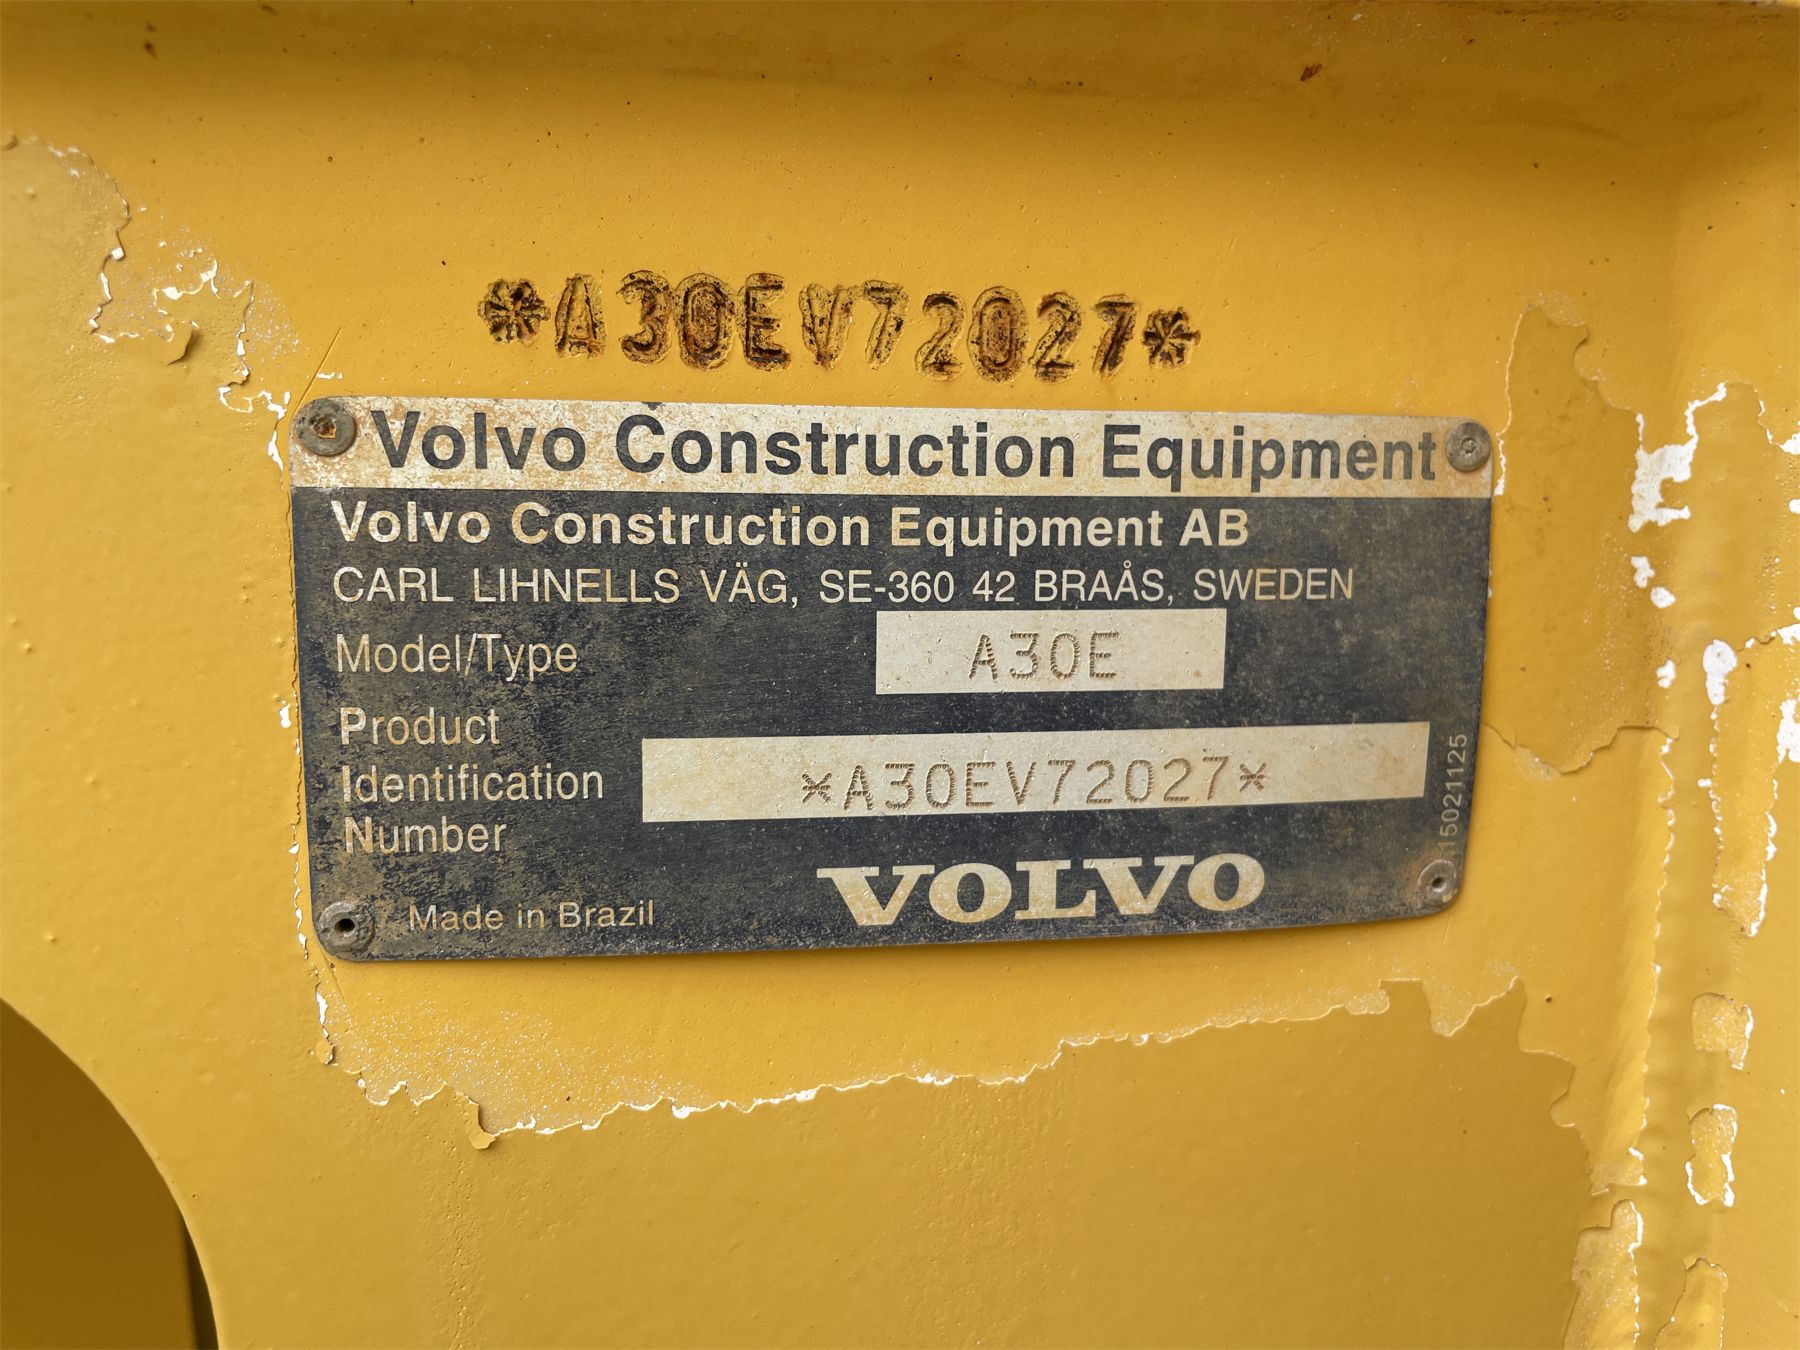 *A30EV72027*
Volvo Construction Equipment
Volvo Construction Equipment AB
CARL LIHNELLS VÄG, SE-360 42 BRAÅS, SWEDEN
Model/Type A30E
Product
Identification *A30EV72027*
Number
15021125
VOLVO
Made in Brazil